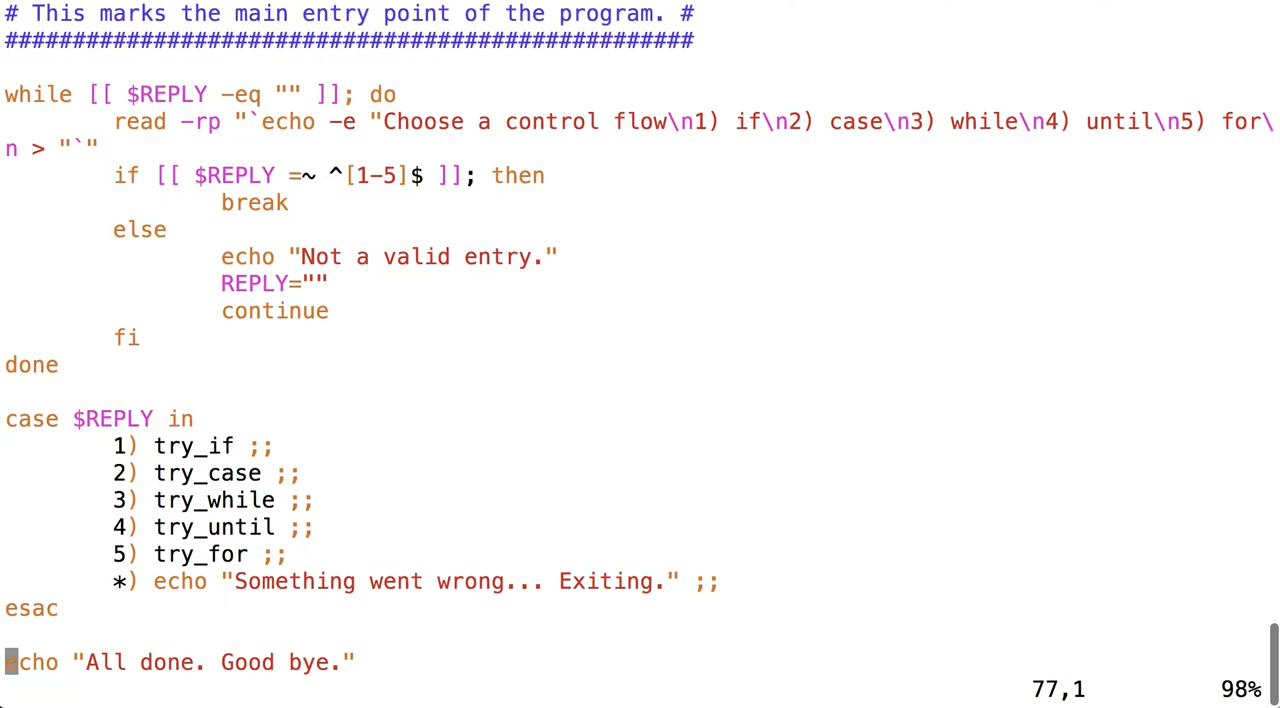 # This marks the main entry point of the program. #
###################################################
while [[ $REPLY -eq "" ]]; do
read -rp "`echo -e "Choose a control flow\n1) if\n2) case\n3) while\n4) until\n5) for\
n > "`"
if [[ $REPLY =~ ^[1-5]$ ]]; then
break
else
echo "Not a valid entry."
REPLY=""
continue
fi
done
case $REPLY in
1) try_if ;;
2) try_case ;;
3) try_while ;;
4) try_until ;;
5) try_for ;;
*) echo "Something went wrong... Exiting." ;;
esac
echo "All done. Good bye."
77,1 98%